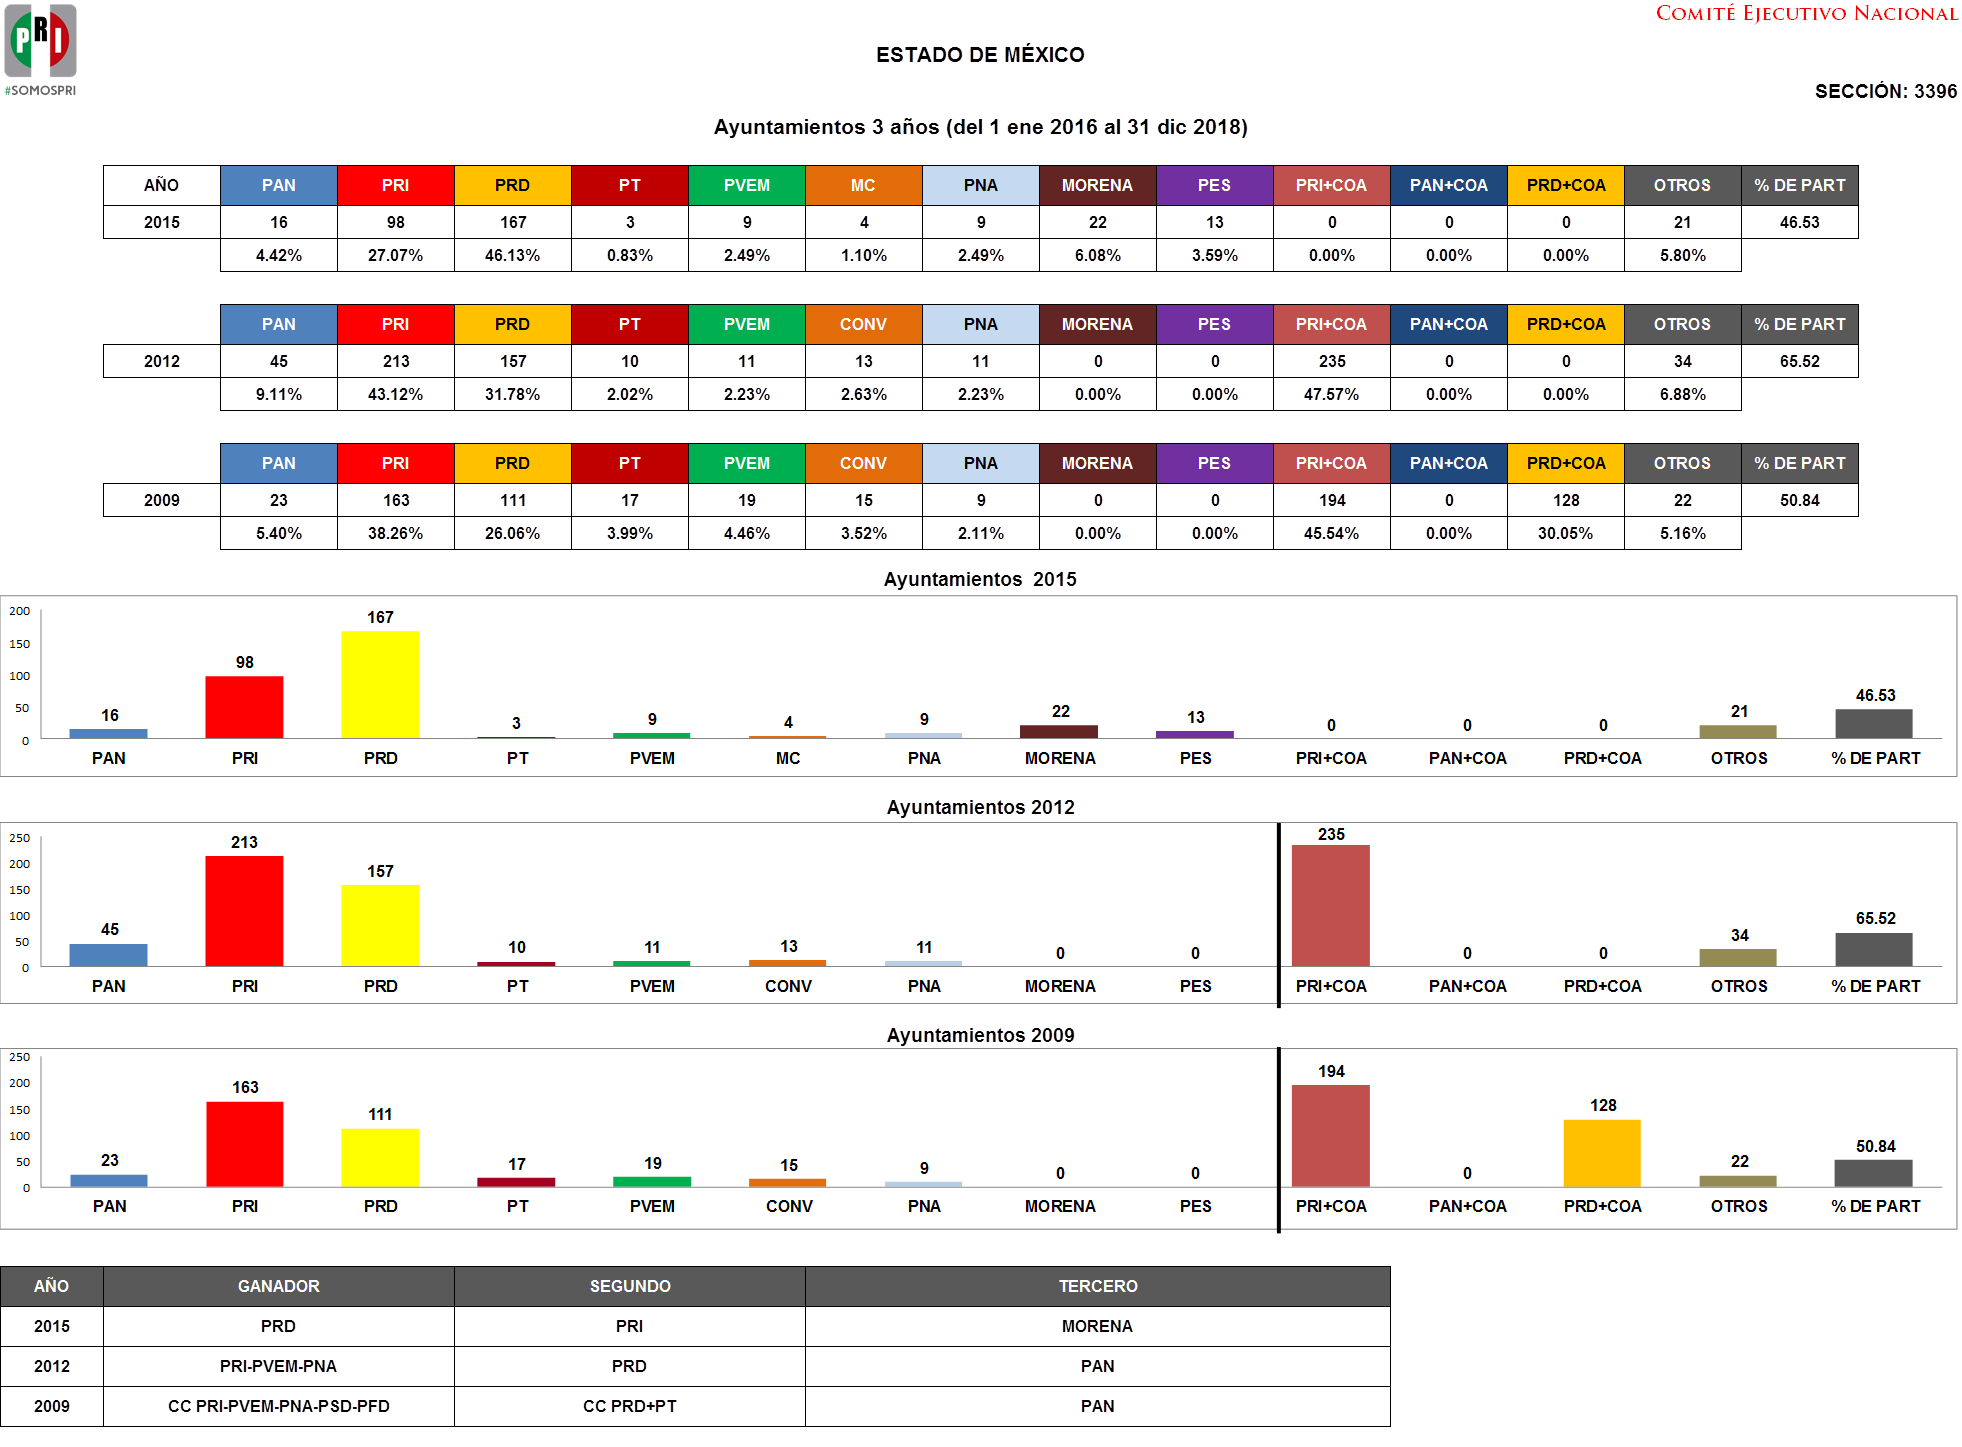 COMITÉ EJECUTIVO NACIONAL
PRI
#SOMOSPRI
ESTADO DE MÉXICO
SECCIÓN: 3396
Ayuntamientos 3 años (del 1 ene 2016 al 31 dic 2018)
AÑO PAN PRI PRD PT PVEM MC PNA MORENA PES PRI+COA PAN+COA PRD+COA OTROS % DE PART
2015 16 98 167 3 9 4 9 22 13 0 0 0 21 46.53
4.42% 27.07% 46.13% 0.83% 2.49% 1.10% 2.49% 6.08% 3.59% 0.00% 0.00% 0.00% 5.80%
PAN PRI PRD PT PVEM CONV PNA MORENA PES PRI+COA PAN+COA PRD+COA OTROS % DE PART
2012 45 213 157 10 11 13 11 0 0 235 0 0 34 65.52
9.11% 43.12% 31.78% 2.02% 2.23% 2.63% 2.23% 0.00% 0.00% 47.57% 0.00% 0.00% 6.88%
PAN PRI PRD PT PVEM CONV PNA MORENA PES PRI+COA PAN+COA PRD+COA OTROS % DE PART
2009 23 163 111 17 19 15 9 0 0 194 0 128 22 50.84
5.40% 38.26% 26.06% 3.99% 4.46% 3.52% 2.11% 0.00% 0.00% 45.54% 0.00% 30.05% 5.16%
Ayuntamientos 2015
200
150
100
50
0
16 98 167 3 9 4 9 22 13 0 0 0 21 46.53
PAN PRI PRD PT PVEM MC PNA MORENA PES PRI+COA PAN+COA PRD+COA OTROS % DE PART
Ayuntamientos 2012
250
200
150
100
50
0
45 213 157 10 11 13 11 0 0 235 0 0 34 65.52
PAN PRI PRD PT PVEM CONV PNA MORENA PES PRI+COA PAN+COA PRD+COA OTROS % DE PART
Ayuntamientos 2009
250
200
150
100
50
0
23 163 111 17 19 15 9 0 0 194 0 128 22 50.84
PAN PRI PRD PT PVEM CONV PNA MORENA PES PRI+COA PAN+COA PRD+COA OTROS % DE PART
AÑO GANADOR SEGUNDO TERCERO
2015 PRD PRI MORENA
2012 PRI-PVEM-PNA PRD PAN
2009 CC PRI-PVEM-PNA-PSD-PFD CC PRD+PT PAN